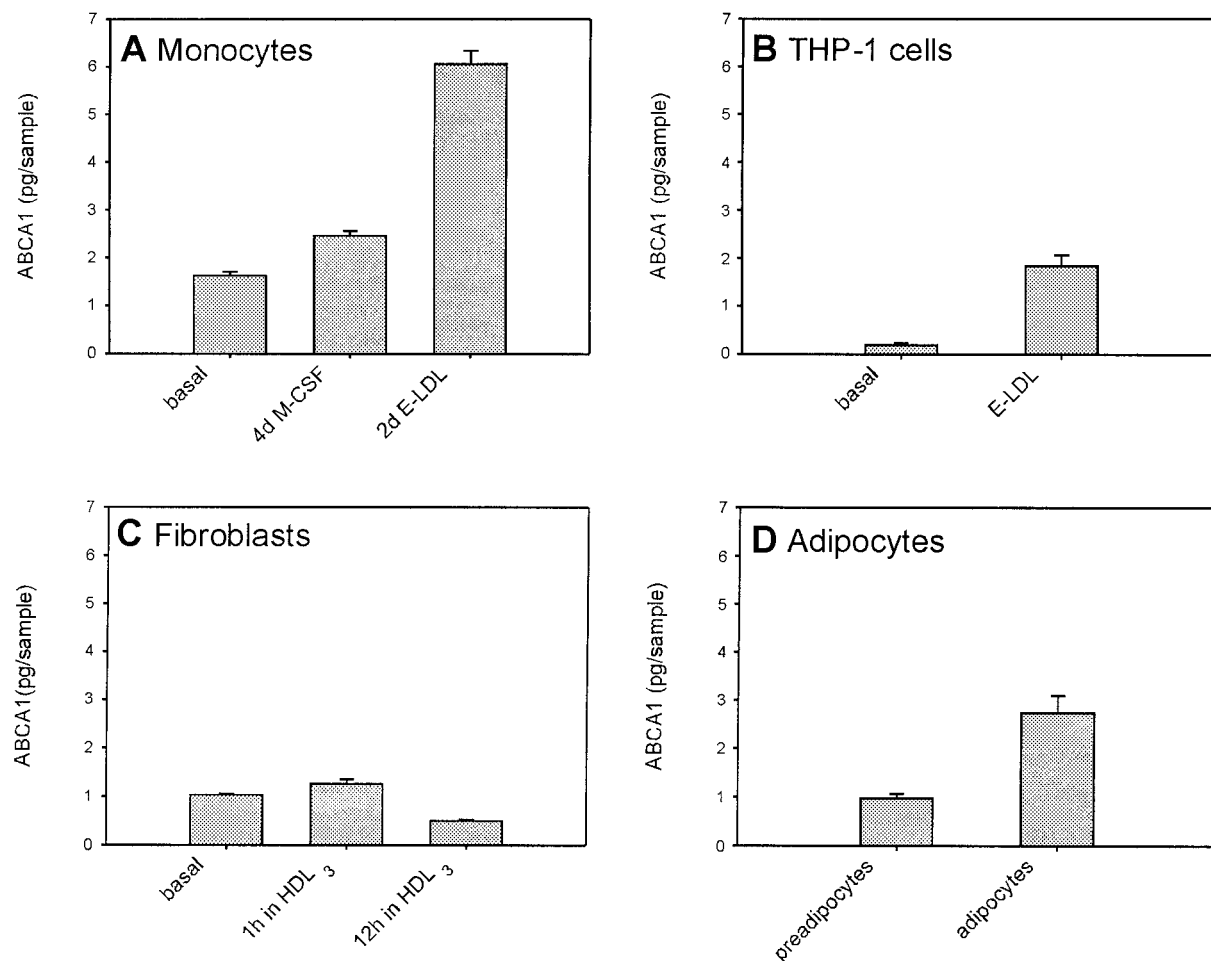 A Monocytes
ABCA1 (pg/sample)
7
6
5
4
3
2
1
0
basal
4d M-CSF
2d E-LDL
B THP-1 cells
ABCA1 (pg/sample)
7
6
5
4
3
2
1
0
basal
E-LDL
C Fibroblasts
ABCA1(pg/sample)
7
6
5
4
3
2
1
0
basal
1h in HDL 3
12h in HDL 3
D Adipocytes
ABCA1 (pg/sample)
7
6
5
4
3
2
1
0
preadipocytes
adipocytes